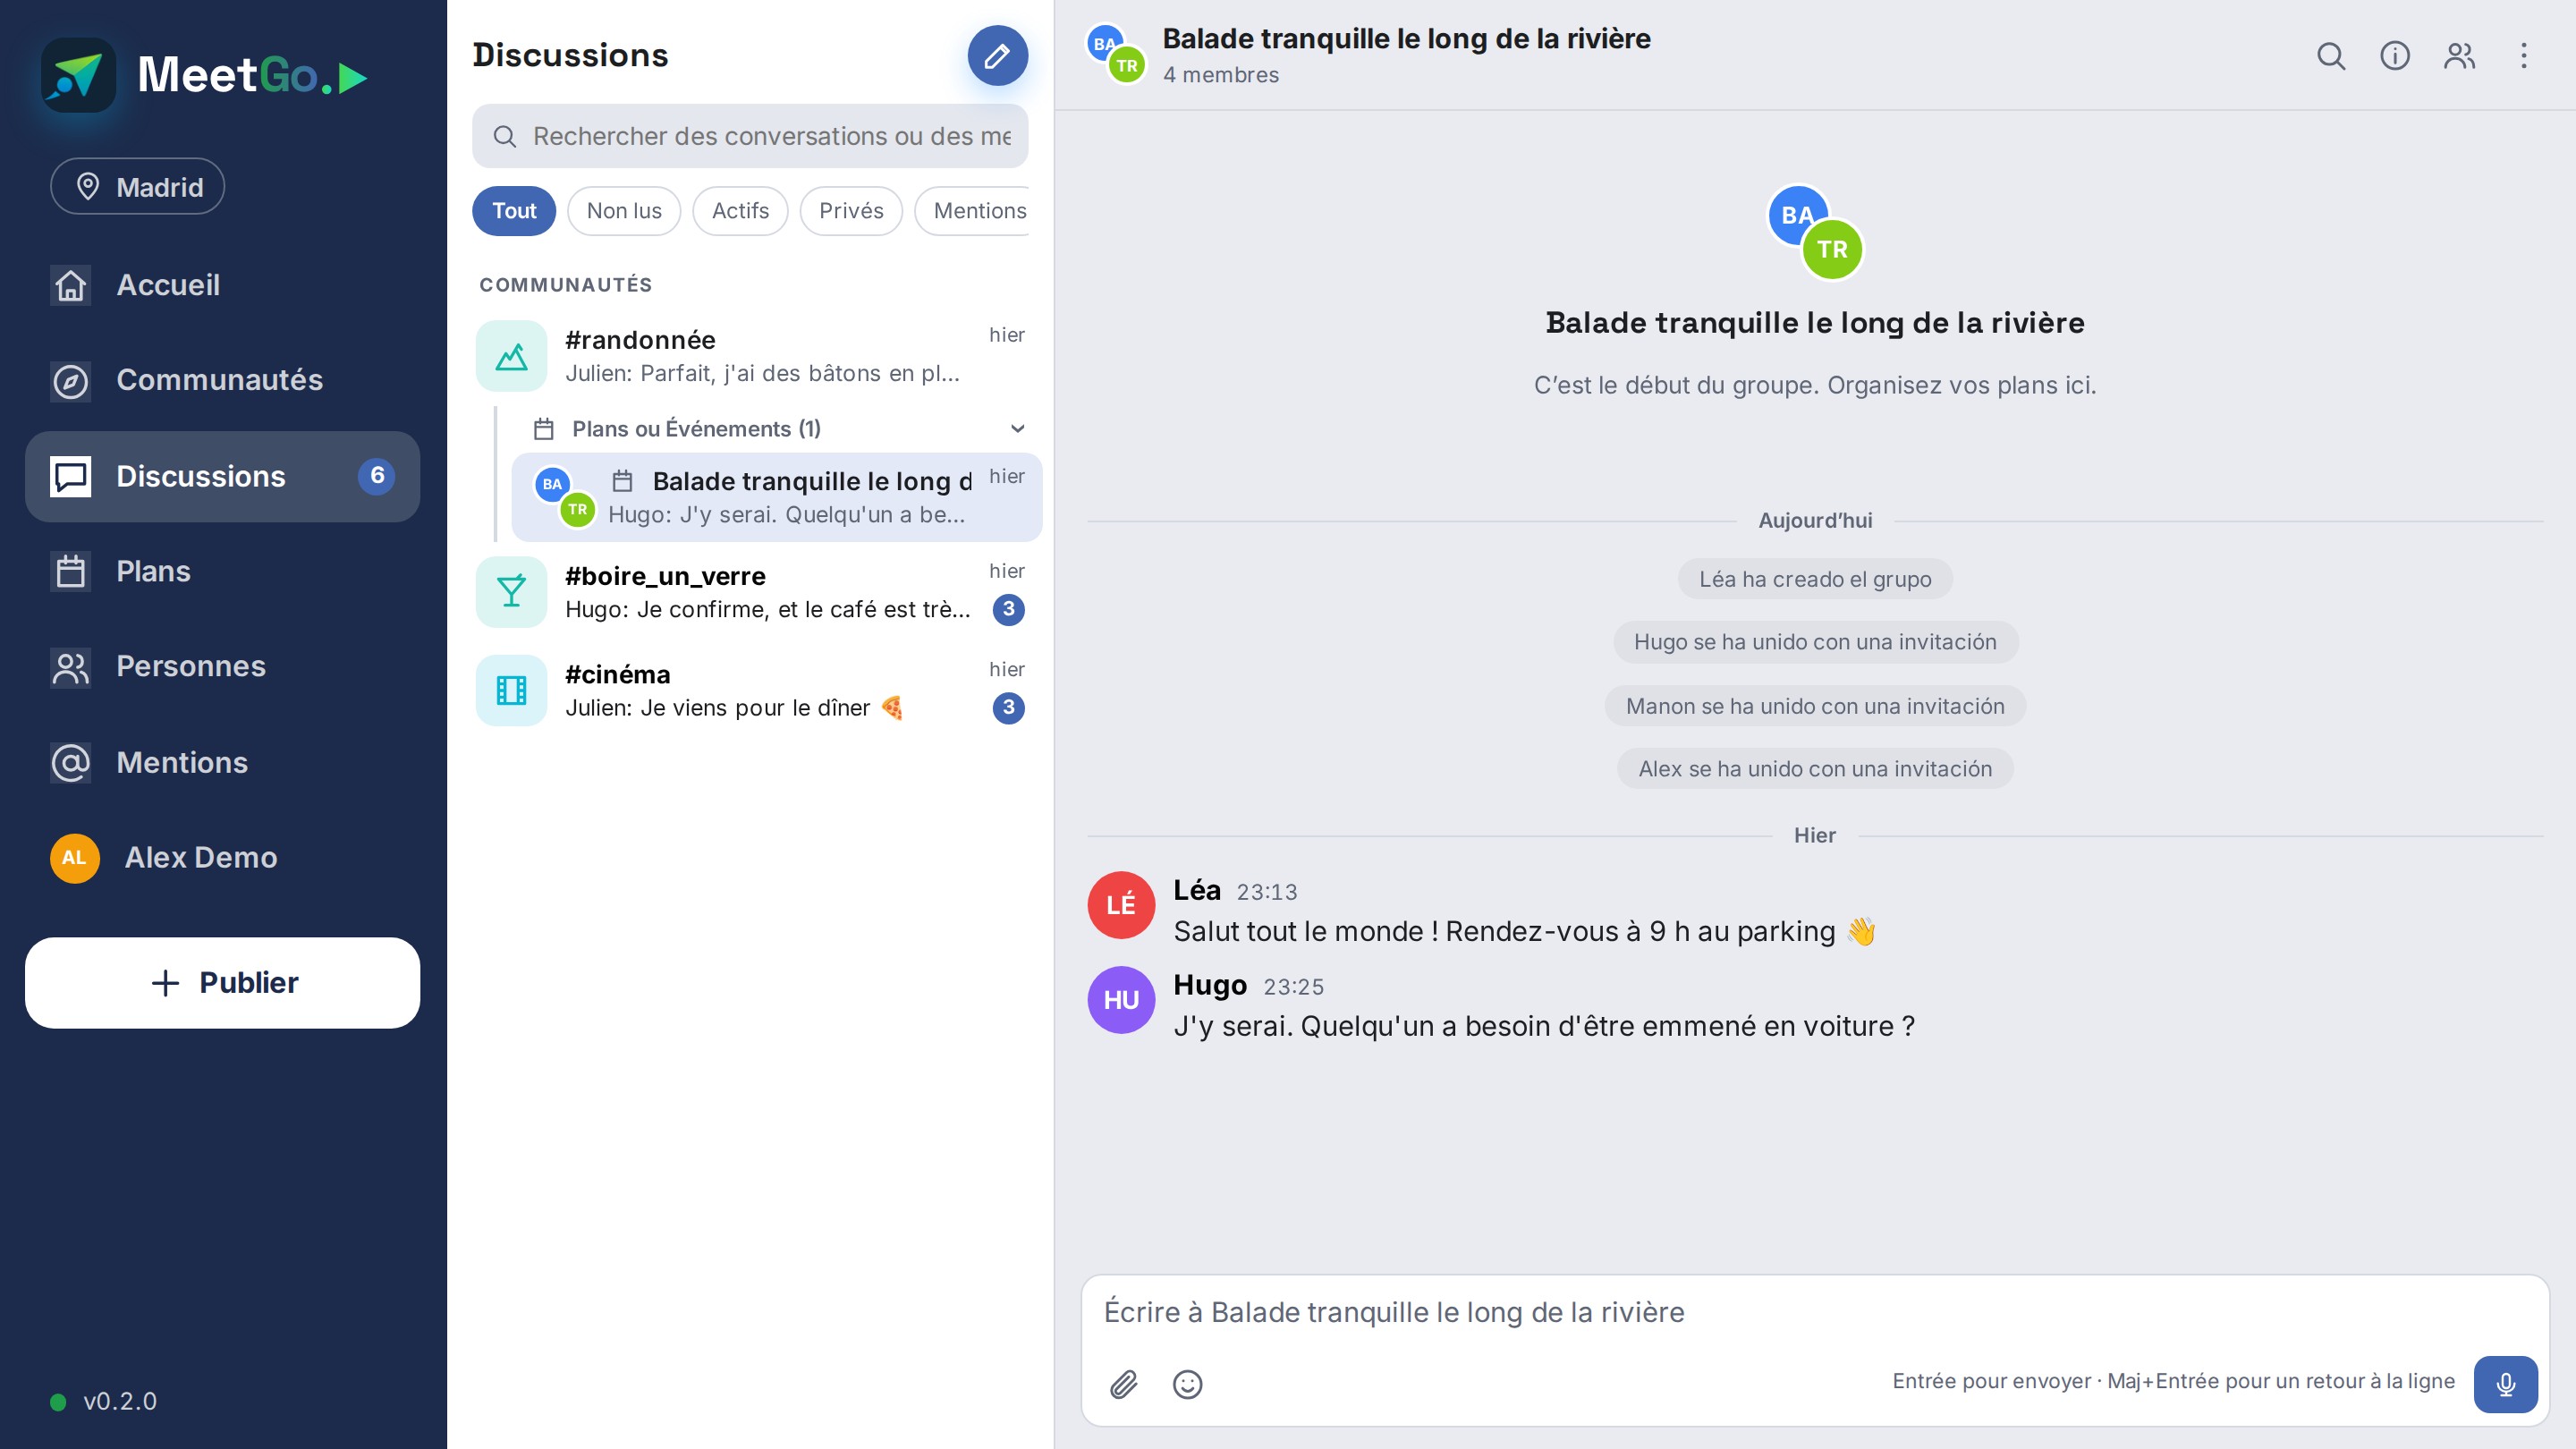 MeetGo.
Madrid
Accueil
Communautés
Discussions
6
Plans
Personnes
Mentions
AL
Alex Demo
Publier
v0.2.0
Discussions
Rechercher des conversations ou des me
Tout
Non lus
Actifs
Privés
Mentions
COMMUNAUTÉS
#randonnée
hier
Julien: Parfait, j'ai des bâtons en pl...
Plans ou Événements (1)
BA
TR
Balade tranquille le long d
hier
Hugo: J'y serai. Quelqu'un a be...
#boire_un_verre
hier
Hugo: Je confirme, et le café est trè...
3
#cinéma
hier
Julien: Je viens pour le dîner 🍕
3
BA
TR
Balade tranquille le long de la rivière
4 membres
BA
TR
Balade tranquille le long de la rivière
C’est le début du groupe. Organisez vos plans ici.
Aujourd’hui
Léa ha creado el grupo
Hugo se ha unido con una invitación
Manon se ha unido con una invitación
Alex se ha unido con una invitación
Hier
LÉ
Léa 23:13
Salut tout le monde ! Rendez-vous à 9 h au parking 👋
HU
Hugo 23:25
J'y serai. Quelqu'un a besoin d'être emmené en voiture ?
Écrire à Balade tranquille le long de la rivière
Entrée pour envoyer · Maj+Entrée pour un retour à la ligne